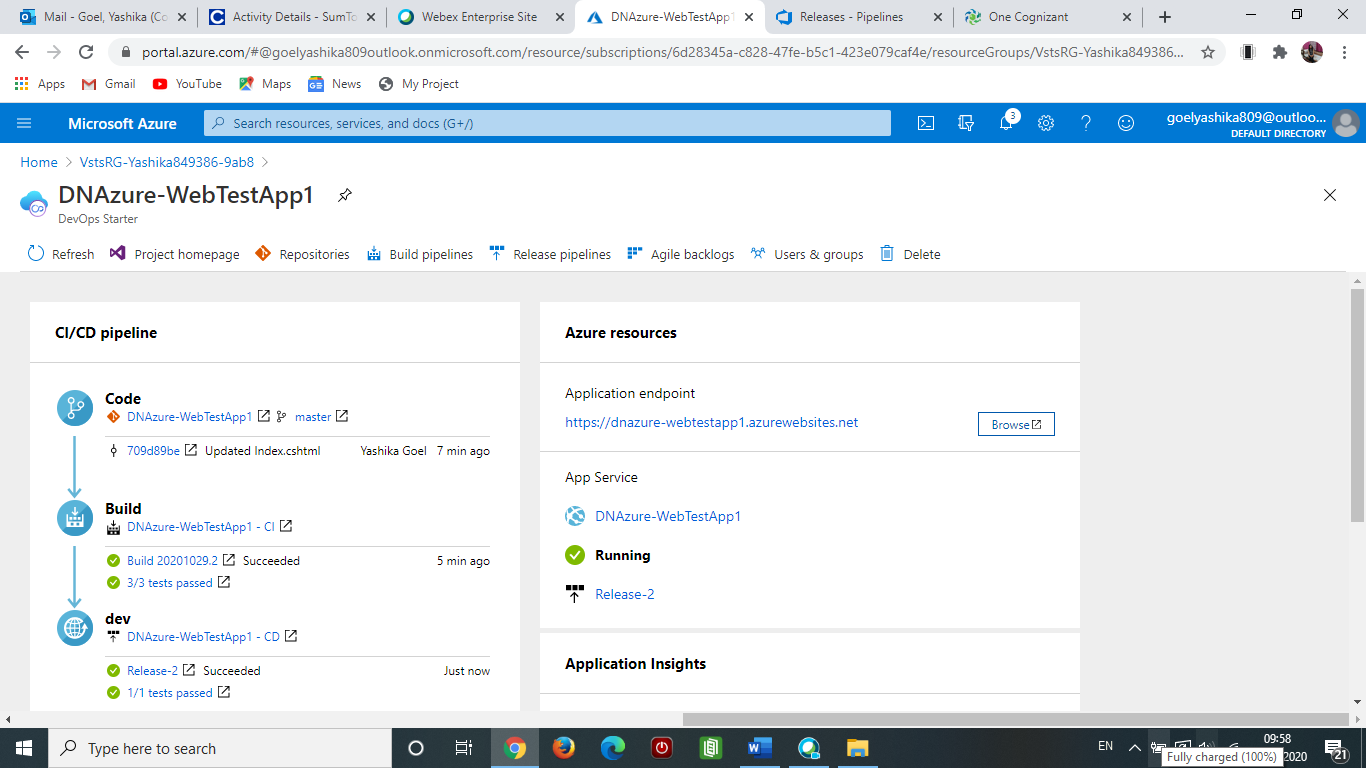 Mail - Goel, Yashika (Co
Activity Details - SumTo
Webex Enterprise Site
DNAzure-WebTestApp1
Releases - Pipelines
One Cognizant
portal.azure.com/#@goelyashika809outlook.onmicrosoft.com/resource/subscriptions/6d28345a-c828-47fe-b5c1-423e079caf4e/resourceGroups/VstsRG-Yashika849386...
Apps Gmail YouTube Maps News My Project
Microsoft Azure
Search resources, services, and docs (G+/)
3
goelyashika809@outloo...
DEFAULT DIRECTORY
Home > VstsRG-Yashika849386-9ab8 >
DNAzure-WebTestApp1
DevOps Starter
Refresh Project homepage Repositories Build pipelines Release pipelines Agile backlogs Users & groups Delete
CI/CD pipeline
Code
DNAzure-WebTestApp1 master
709d89be Updated Index.cshtml Yashika Goel 7 min ago
Build
DNAzure-WebTestApp1 - CI
Build 20201029.2 Succeeded 5 min ago
3/3 tests passed
dev
DNAzure-WebTestApp1 - CD
Release-2 Succeeded Just now
1/1 tests passed
Azure resources
Application endpoint
https://dnazure-webtestapp1.azurewebsites.net
Browse
App Service
DNAzure-WebTestApp1
Running
Release-2
Application Insights
Type here to search
EN
09:58
2020
Fully charged (100%)
21